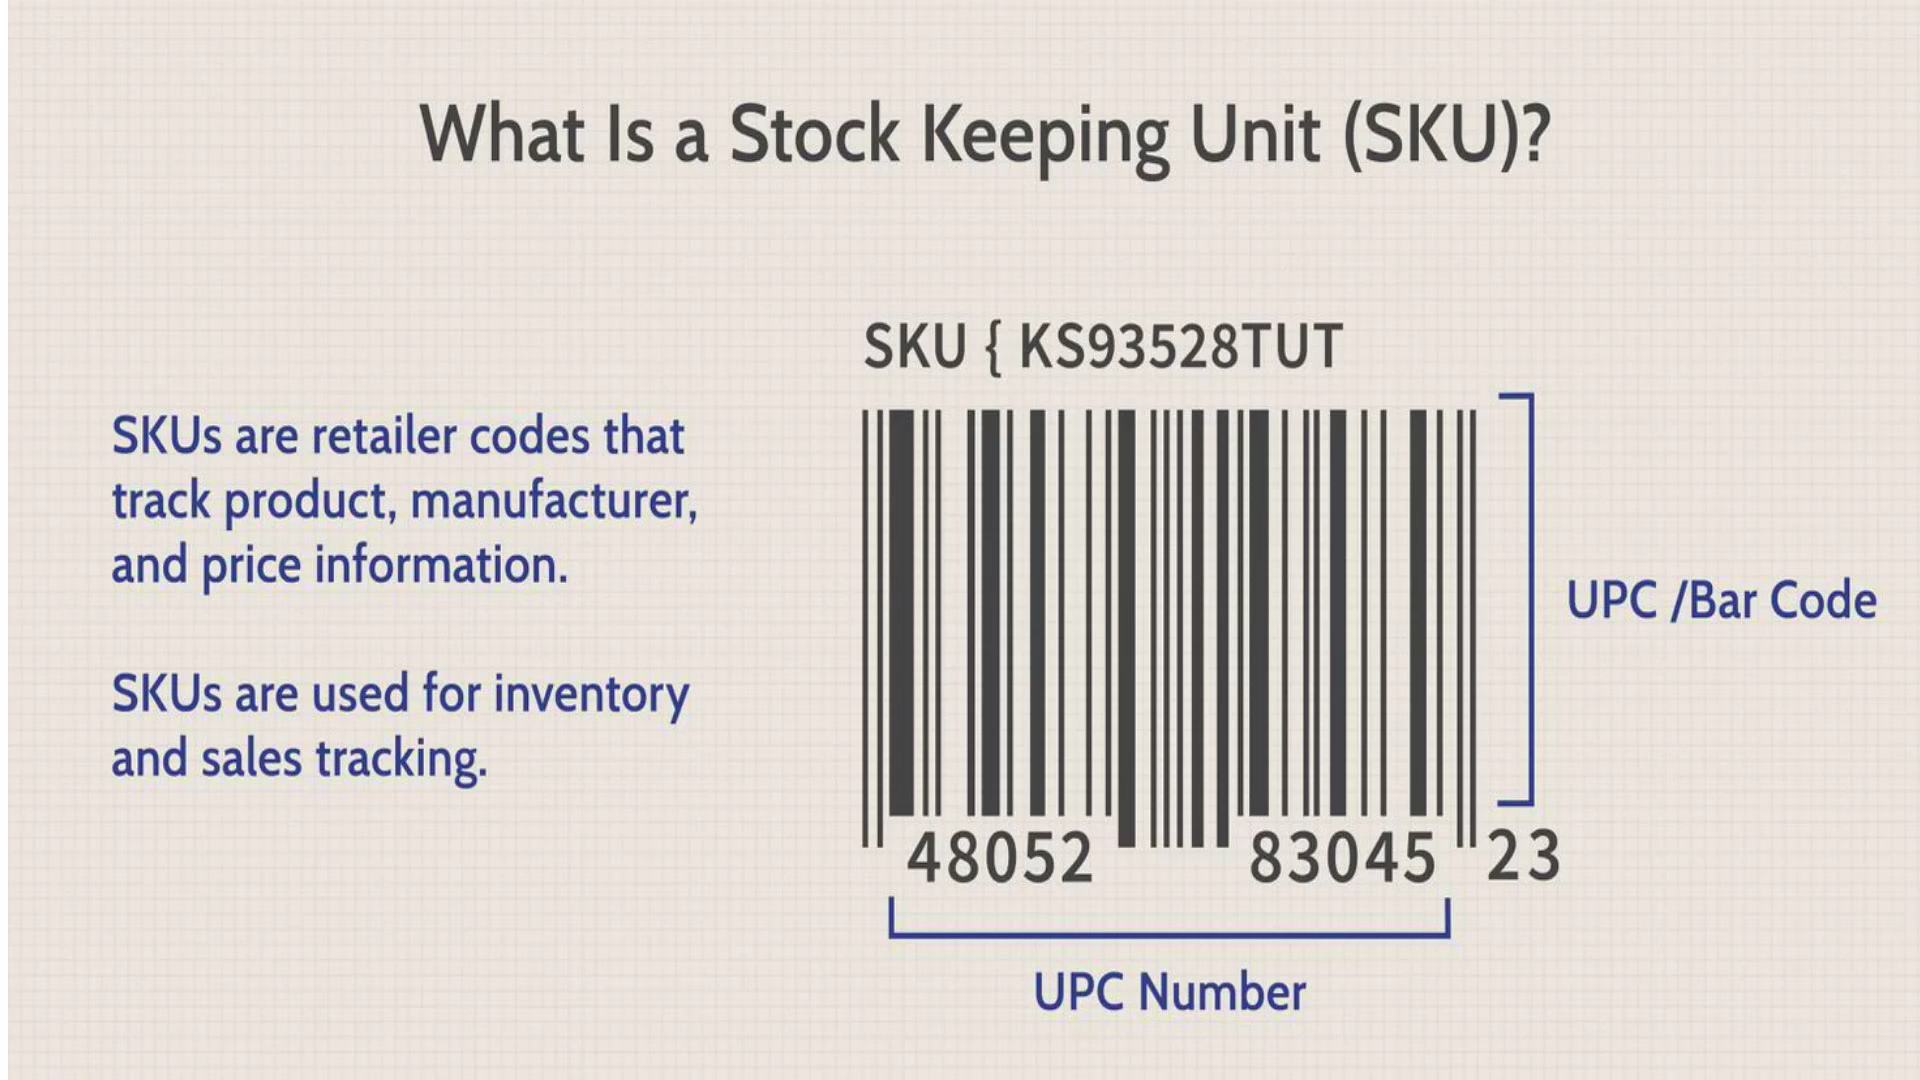 What Is a Stock Keeping Unit (SKU)?
SKU { KS93528TUT
SKUs are retailer codes that
track product, manufacturer,
and price information.
SKUs are used for inventory
and sales tracking.
UPC /Bar Code
48052 83045 23
UPC Number